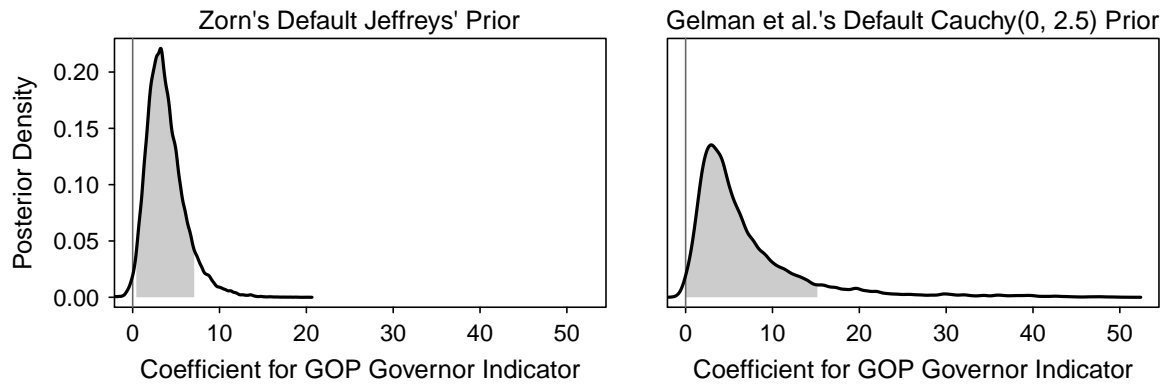 Zorn's Default Jeffreys' Prior
Posterior Density
0.20
0.15
0.10
0.05
0.00
0 10 20 30 40 50
Coefficient for GOP Governor Indicator
Gelman et al.'s Default Cauchy(0, 2.5) Prior
0 10 20 30 40 50
Coefficient for GOP Governor Indicator